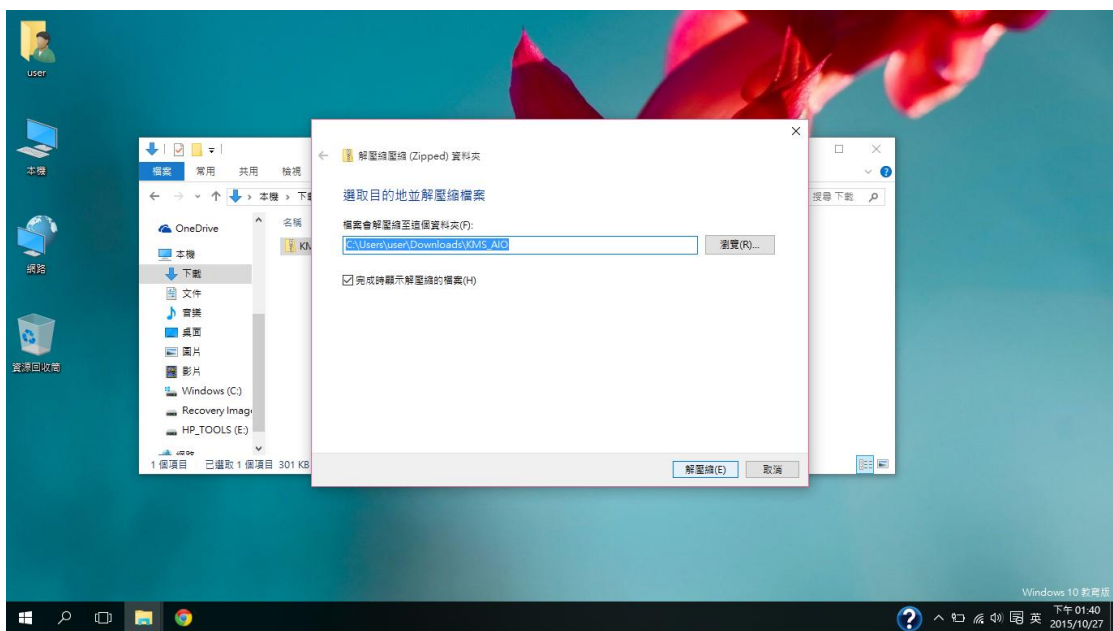 user
本機
網路
資源回收筒
檔案 常用 共用 檢視
本機 › 下
搜尋 下載
OneDrive
本機
下載
文件
音樂
桌面
圖片
影片
Windows (C:)
Recovery Imag
HP_TOOLS (E:)
網路
名稱
KM
1 個項目 已選取 1 個項目 301 KB
解壓縮壓縮 (Zipped) 資料夾
選取目的地並解壓縮檔案
檔案會解壓縮至這個資料夾(F):
C:\Users\user\Downloads\KMS_AIO
瀏覽(R)...
完成時顯示解壓縮的檔案(H)
解壓縮(E) 取消
Windows 10 教育版
英
下午 01:40
2015/10/27